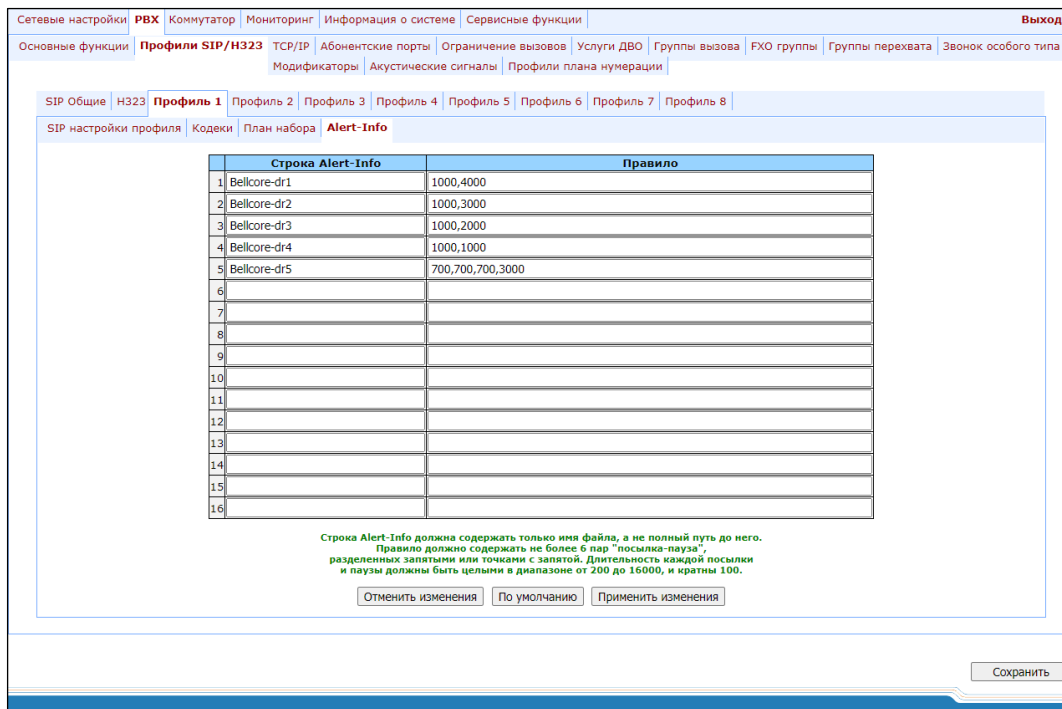 Сетевые настройки PBX Коммутатор Мониторинг Информация о системе Сервисные функции Выход
Основные функции Профили SIP/H323 TCP/IP Абонентские порты Ограничение вызовов Услуги ДВО Группы вызова FXO группы Группы перехвата Звонок особого типа
Модификаторы Акустические сигналы Профили плана нумерации
SIP Общие H323 Профиль 1 Профиль 2 Профиль 3 Профиль 4 Профиль 5 Профиль 6 Профиль 7 Профиль 8
SIP настройки профиля Кодеки План набора Alert-Info
Строка Alert-Info Правило
1 Bellcore-dr1 1000,4000
2 Bellcore-dr2 1000,3000
3 Bellcore-dr3 1000,2000
4 Bellcore-dr4 1000,1000
5 Bellcore-dr5 700,700,700,3000
6
7
8
9
10
11
12
13
14
15
16
Строка Alert-Info должна содержать только имя файла, а не полный путь до него.
Правило должно содержать не более 6 пар "посылка-пауза",
разделенных запятыми или точками с запятой. Длительность каждой посылки
и паузы должны быть целыми в диапазоне от 200 до 16000, и кратны 100.
Отменить изменения По умолчанию Применить изменения
Сохранить